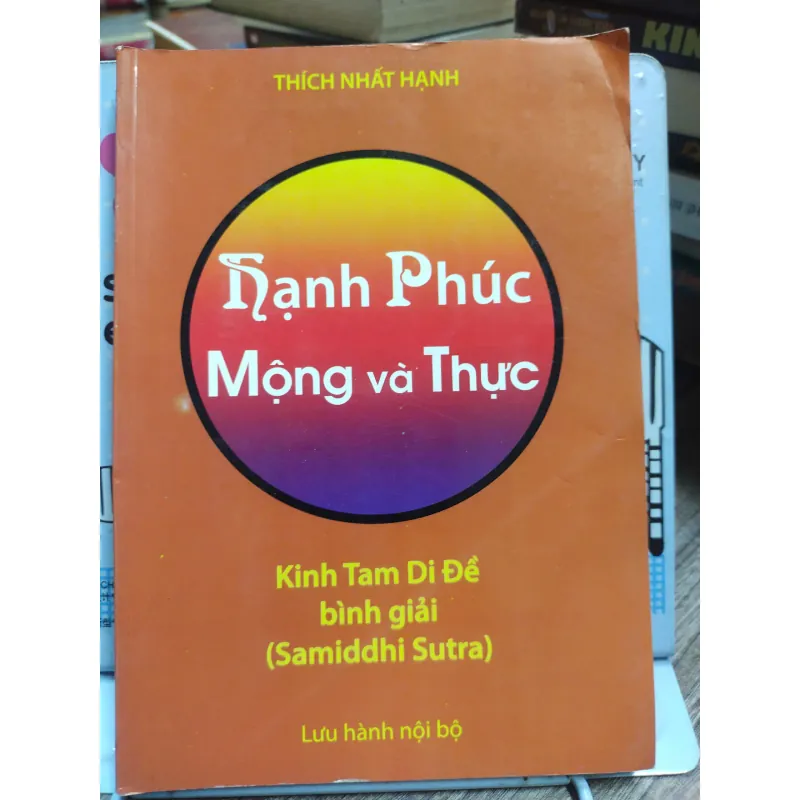 THÍCH NHẤT HẠNH
Hạnh Phúc
Mộng và Thực
Kinh Tam Di Đề
bình giải
(Samiddhi Sutra)
Lưu hành nội bộ
KIN